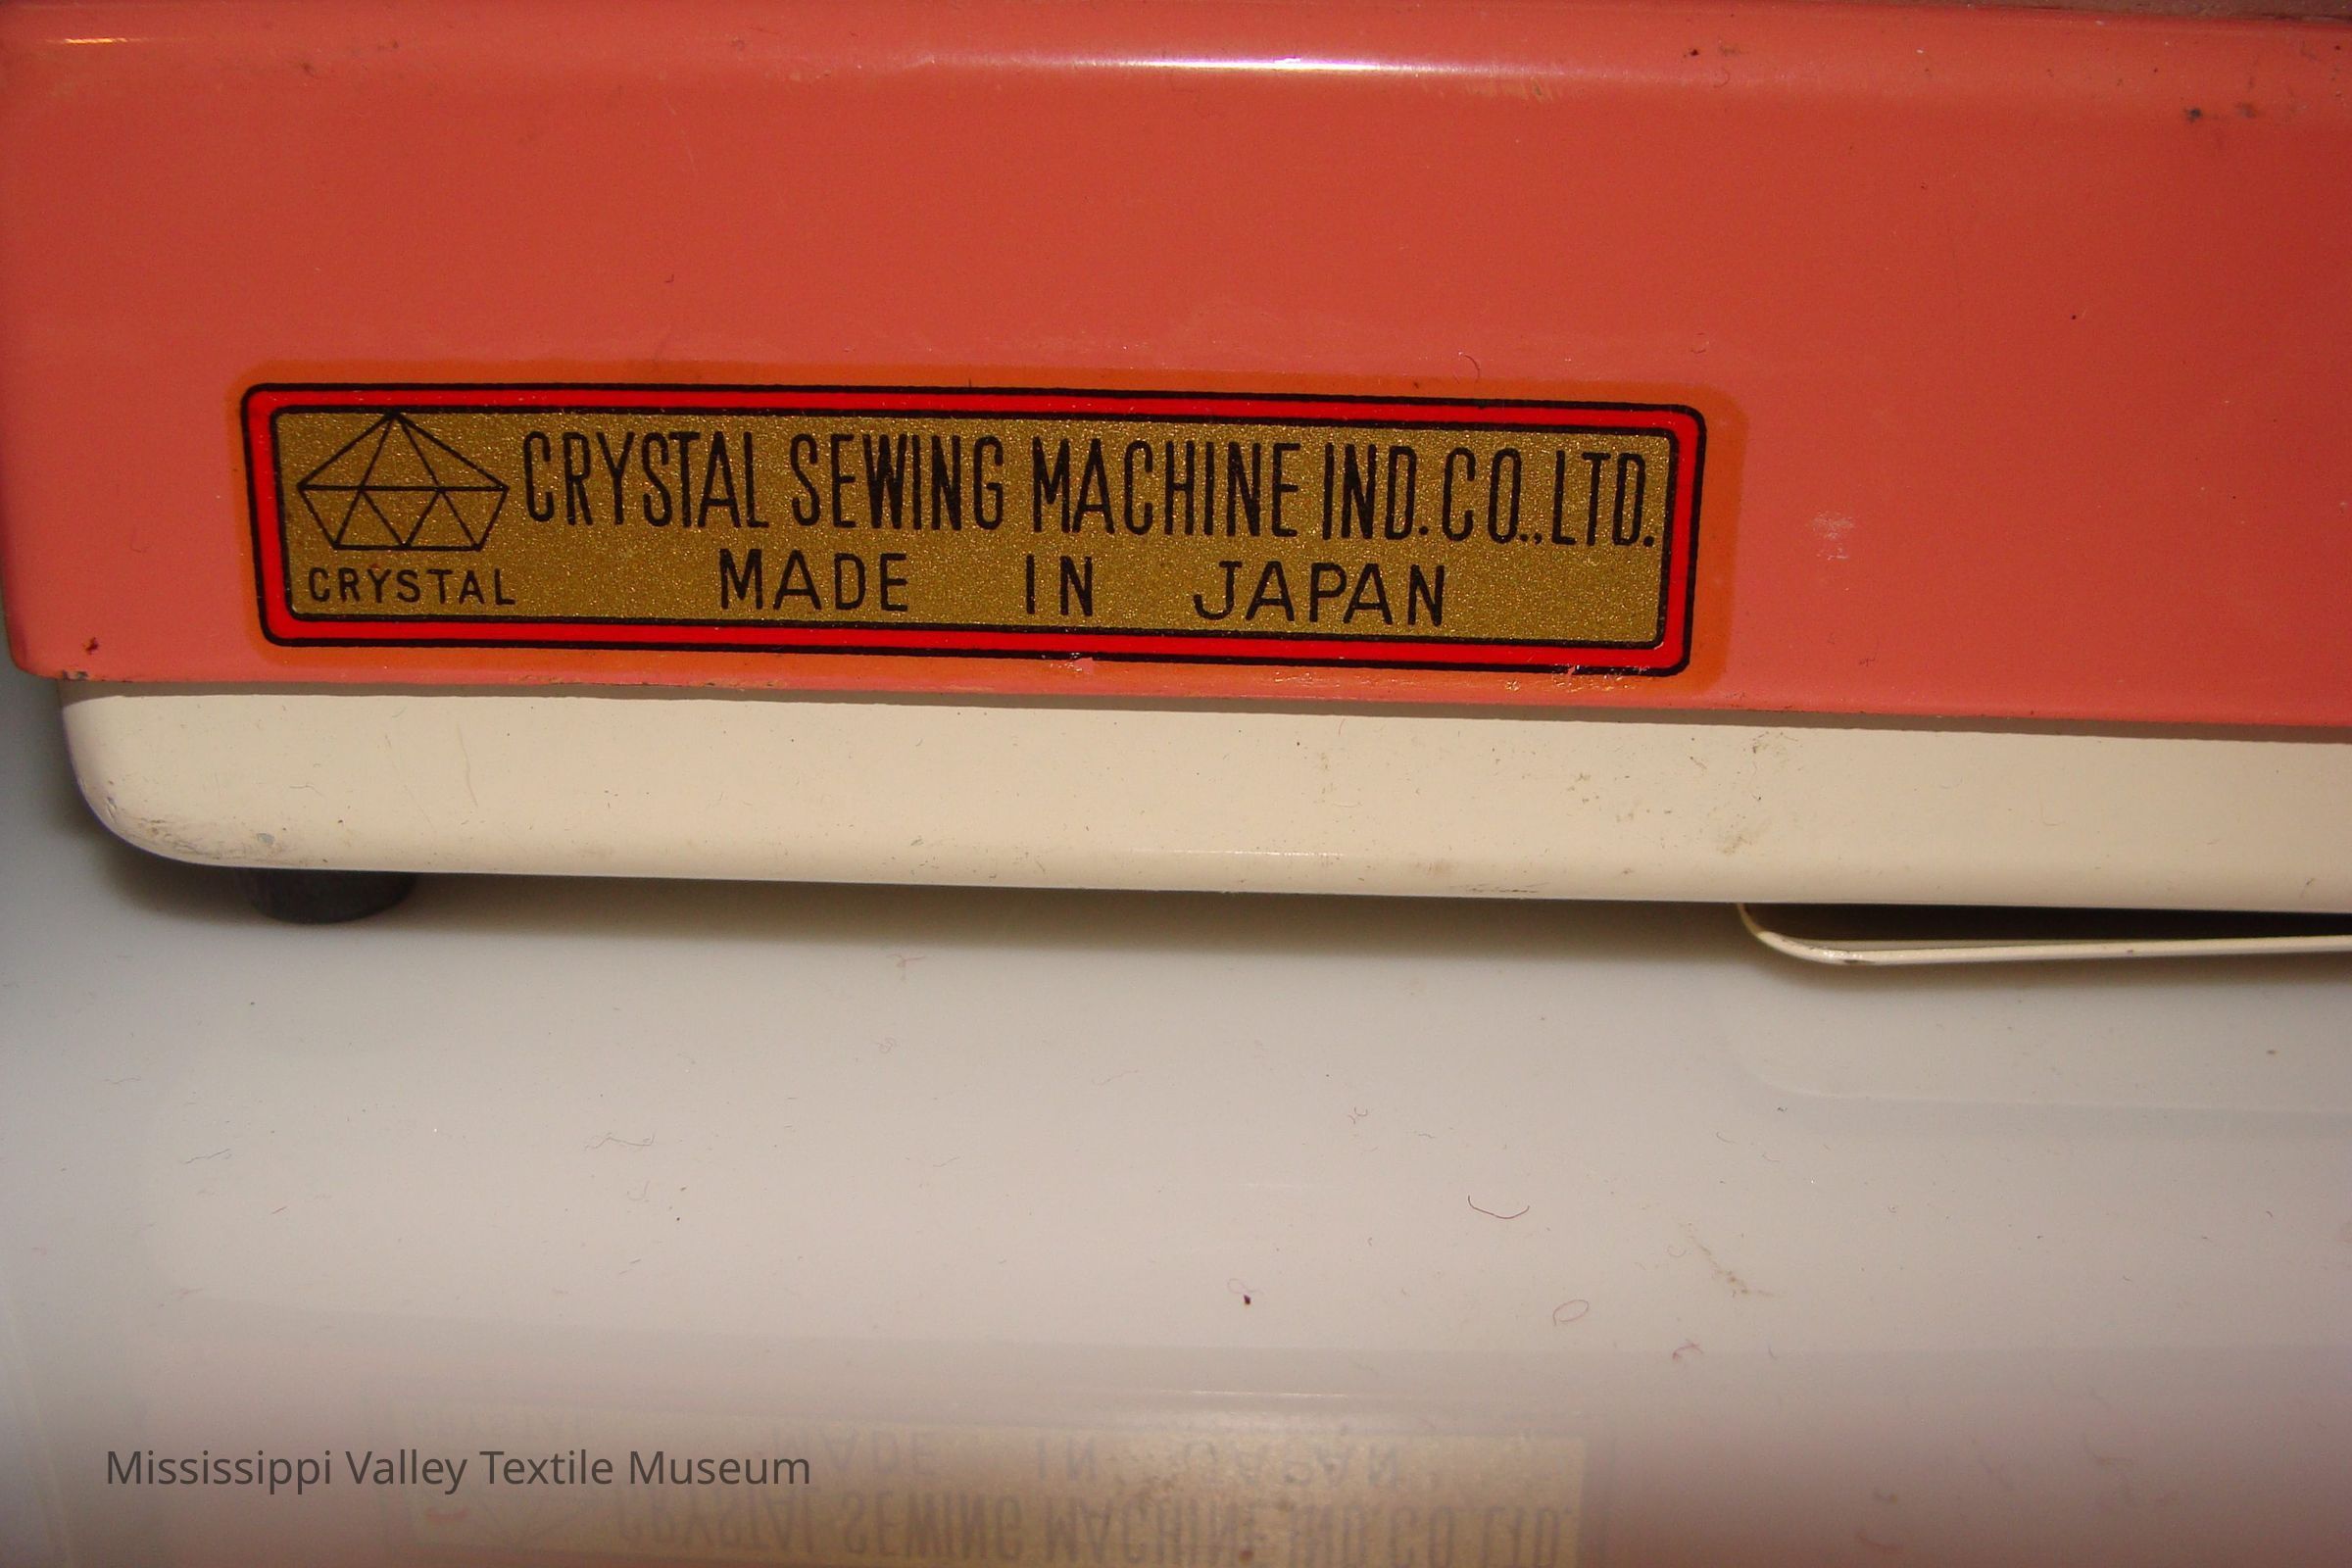 CRYSTAL SEWING MACHINE IND.CO.,LTD.
CRYSTAL
MADE IN JAPAN
Mississippi Valley Textile Museum